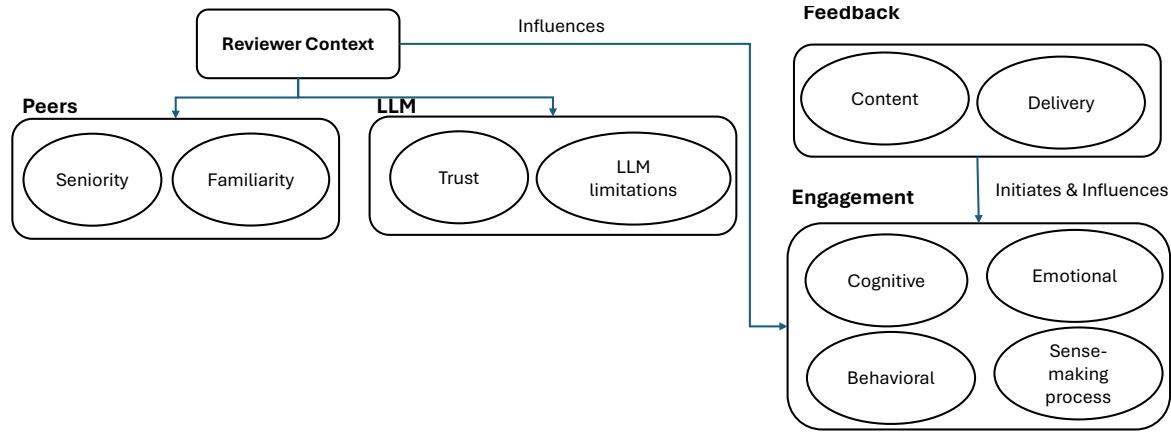 Feedback
Influences
Reviewer Context
Content
Delivery
Peers
LLM
Seniority
Familiarity
Trust
LLM
limitations
Initiates & Influences
Engagement
Cognitive
Emotional
Behavioral
Sense-
making
process